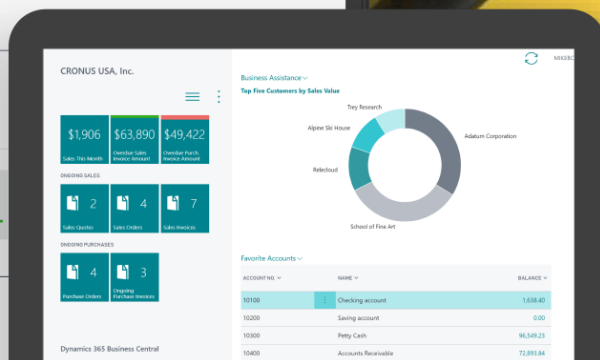 CRONUS USA, Inc.
MIKEBO
$1,906
Sales This Month
$63,890
Overdue Sales
Invoice Amount
$49,422
Overdue Purch.
Invoice Amount
ONGOING SALES
2
Sales Quotes
4
Sales Orders
7
Sales Invoices
ONGOING PURCHASES
4
Purchase Orders
3
Ongoing
Purchase Invoices
Dynamics 365 Business Central
Business Assistance
Top Five Customers by Sales Value
Trey Research
Alpine Ski House
Adatum Corporation
Relecloud
School of Fine Art
Favorite Accounts
ACCOUNT NO. NAME BALANCE
10100 Checking account 1,638.40
10200 Saving account 0.00
10300 Petty Cash 96,549.23
10400 Accounts Receivable 72,893.84